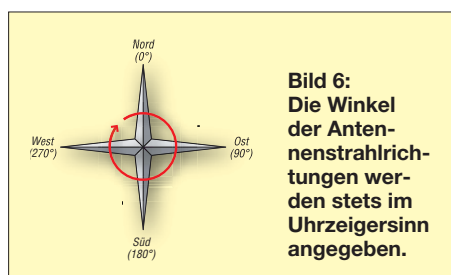 Nord
(0°)
West
(270°)
Ost
(90°)
Süd
(180°)
Bild 6:
Die Winkel
der Anten-
nenstrahlrich-
tungen wer-
den stets im
Uhrzeigersinn
angegeben.